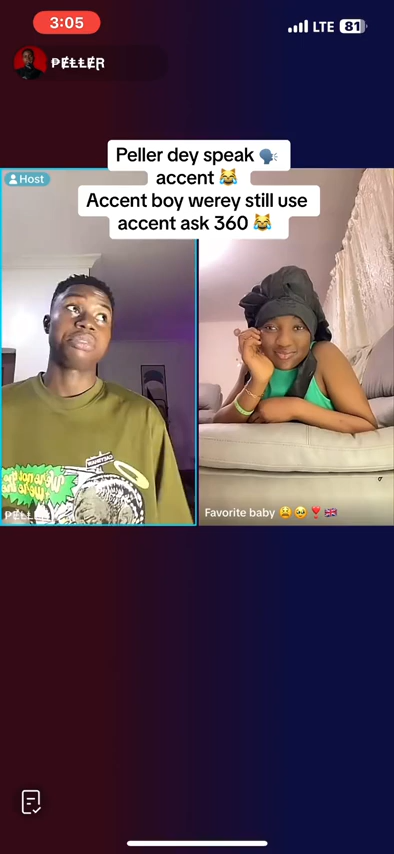 3:05
LTE 81
PɆŁŁɆⱤ
Peller dey speak 🗣️
accent 😹
Accent boy werey still use
accent ask 360 😹
Host
Favorite baby 😩🥺❣️🇬🇧